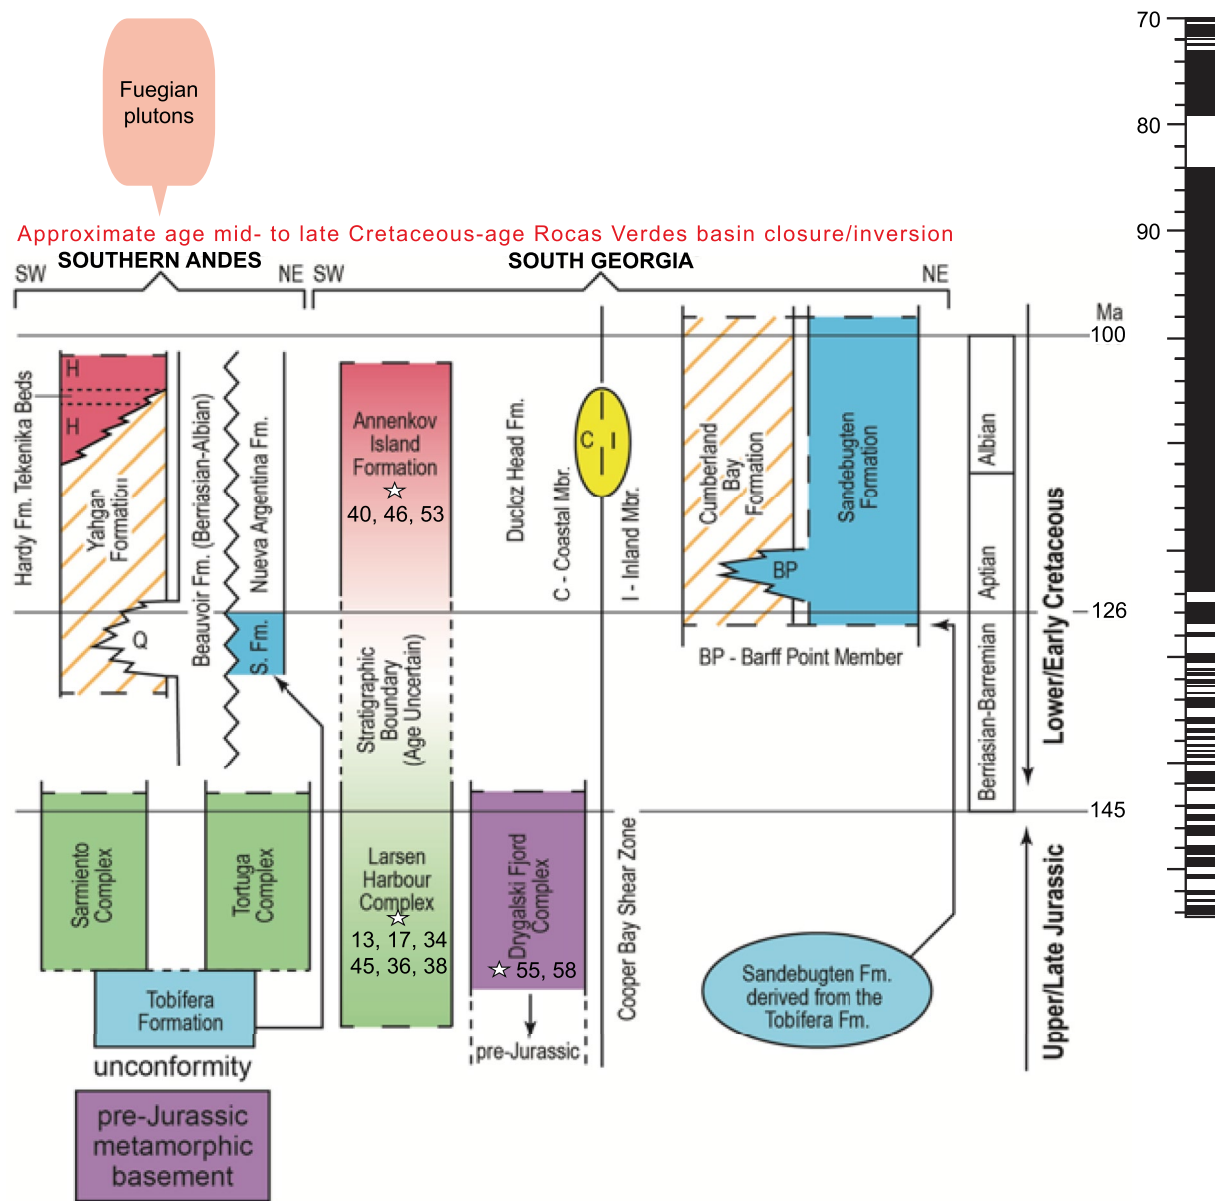 Fuegian
plutons
Approximate age mid- to late Cretaceous-age Rocas Verdes basin closure/inversion
SOUTHERN ANDES
SOUTH GEORGIA
SW
NE
SW
NE
70
80
90
Ma
100
126
145
Hardy Fm. Tekenika Beds
H
H
Yahgan
Formation
Q
Beauvoir Fm. (Berriasian-Albian)
Nueva Argentina Fm.
S. Fm.
Annenkov
Island
Formation
40, 46, 53
Stratigraphic
Boundary
(Age Uncertain)
Larsen
Harbour
Complex
13, 17, 34
45, 36, 38
Ducloz Head Fm.
C - Coastal Mbr.
C
I
I - Inland Mbr.
Cumberland
Bay
Formation
BP
Sandebugten
Formation
BP - Barff Point Member
Albian
Aptian
Berriasian-Barremian
Lower/Early Cretaceous
Upper/Late Jurassic
Sarmiento
Complex
Tortuga
Complex
Tobífera
Formation
unconformity
pre-Jurassic
metamorphic
basement
Drygalski Fjord
Complex
55, 58
pre-Jurassic
Cooper Bay Shear Zone
Sandebugten Fm.
derived from the
Tobífera Fm.